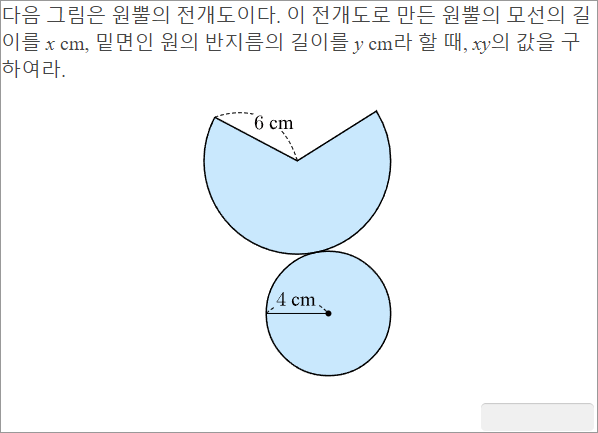 다음 그림은 원뿔의 전개도이다. 이 전개도로 만든 원뿔의 모선의 길
이를 x cm, 밑면인 원의 반지름의 길이를 y cm라 할 때, xy의 값을 구
하여라.
6 cm
4 cm